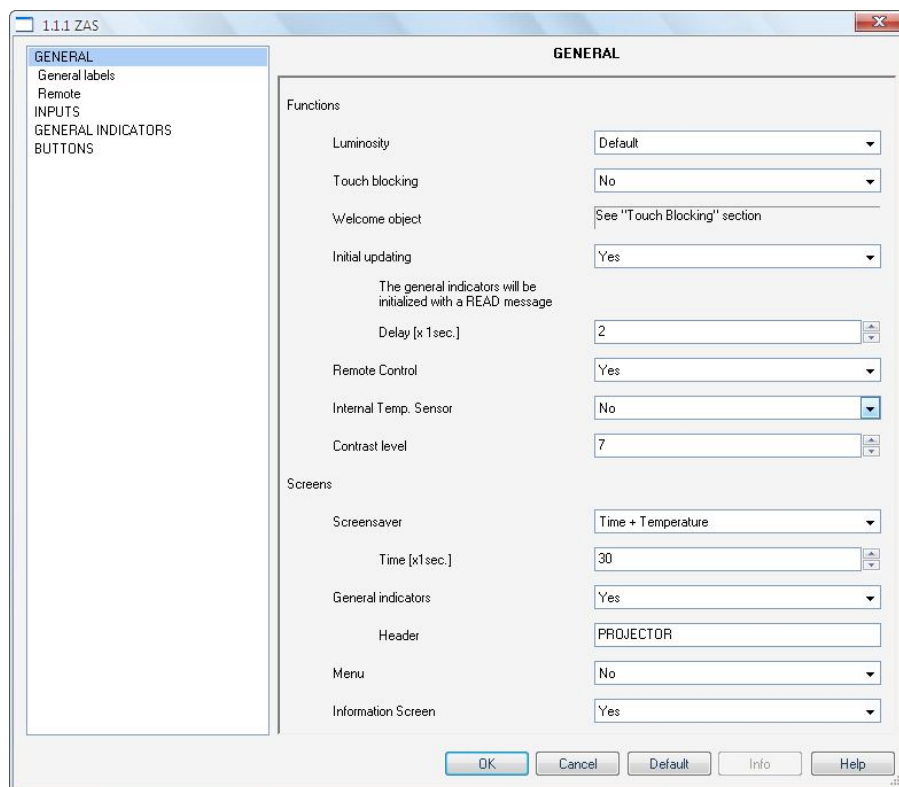 1.1.1 ZAS
GENERAL
General labels
Remote
INPUTS
GENERAL INDICATORS
BUTTONS
GENERAL
Functions
Luminosity
Default
Touch blocking
No
Welcome object
See "Touch Blocking" section
Initial updating
Yes
The general indicators will be
initialized with a READ message
Delay [x 1sec.]
2
Remote Control
Yes
Internal Temp. Sensor
No
Contrast level
7
Screens
Screensaver
Time + Temperature
Time [x1sec.]
30
General indicators
Yes
Header
PROJECTOR
Menu
No
Information Screen
Yes
OK
Cancel
Default
Info
Help